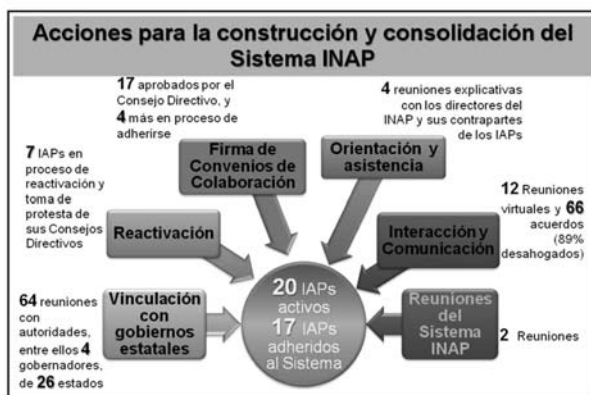 Acciones para la construcción y consolidación del
Sistema INAP
17 aprobados por el
Consejo Directivo, y
4 más en proceso de
adherirse
Firma de
Convenios de
Colaboración
4 reuniones explicativas
con los directores del
INAP y sus contrapartes
de los IAPs
Orientación y
asistencia
7 IAPs en
proceso de
reactivación y
toma de
protesta de
sus Consejos
Directivos
Reactivación
12 Reuniones
virtuales y 66
acuerdos
(89%
desahogados)
Interacción y
Comunicación
64 reuniones
con
autoridades,
entre ellos 4
gobernadores,
de 26 estados
Vinculación
con
gobiernos
estatales
20 IAPs
activos
17 IAPs
adheridos
al Sistema
Reuniones
del
Sistema
INAP
2 Reuniones